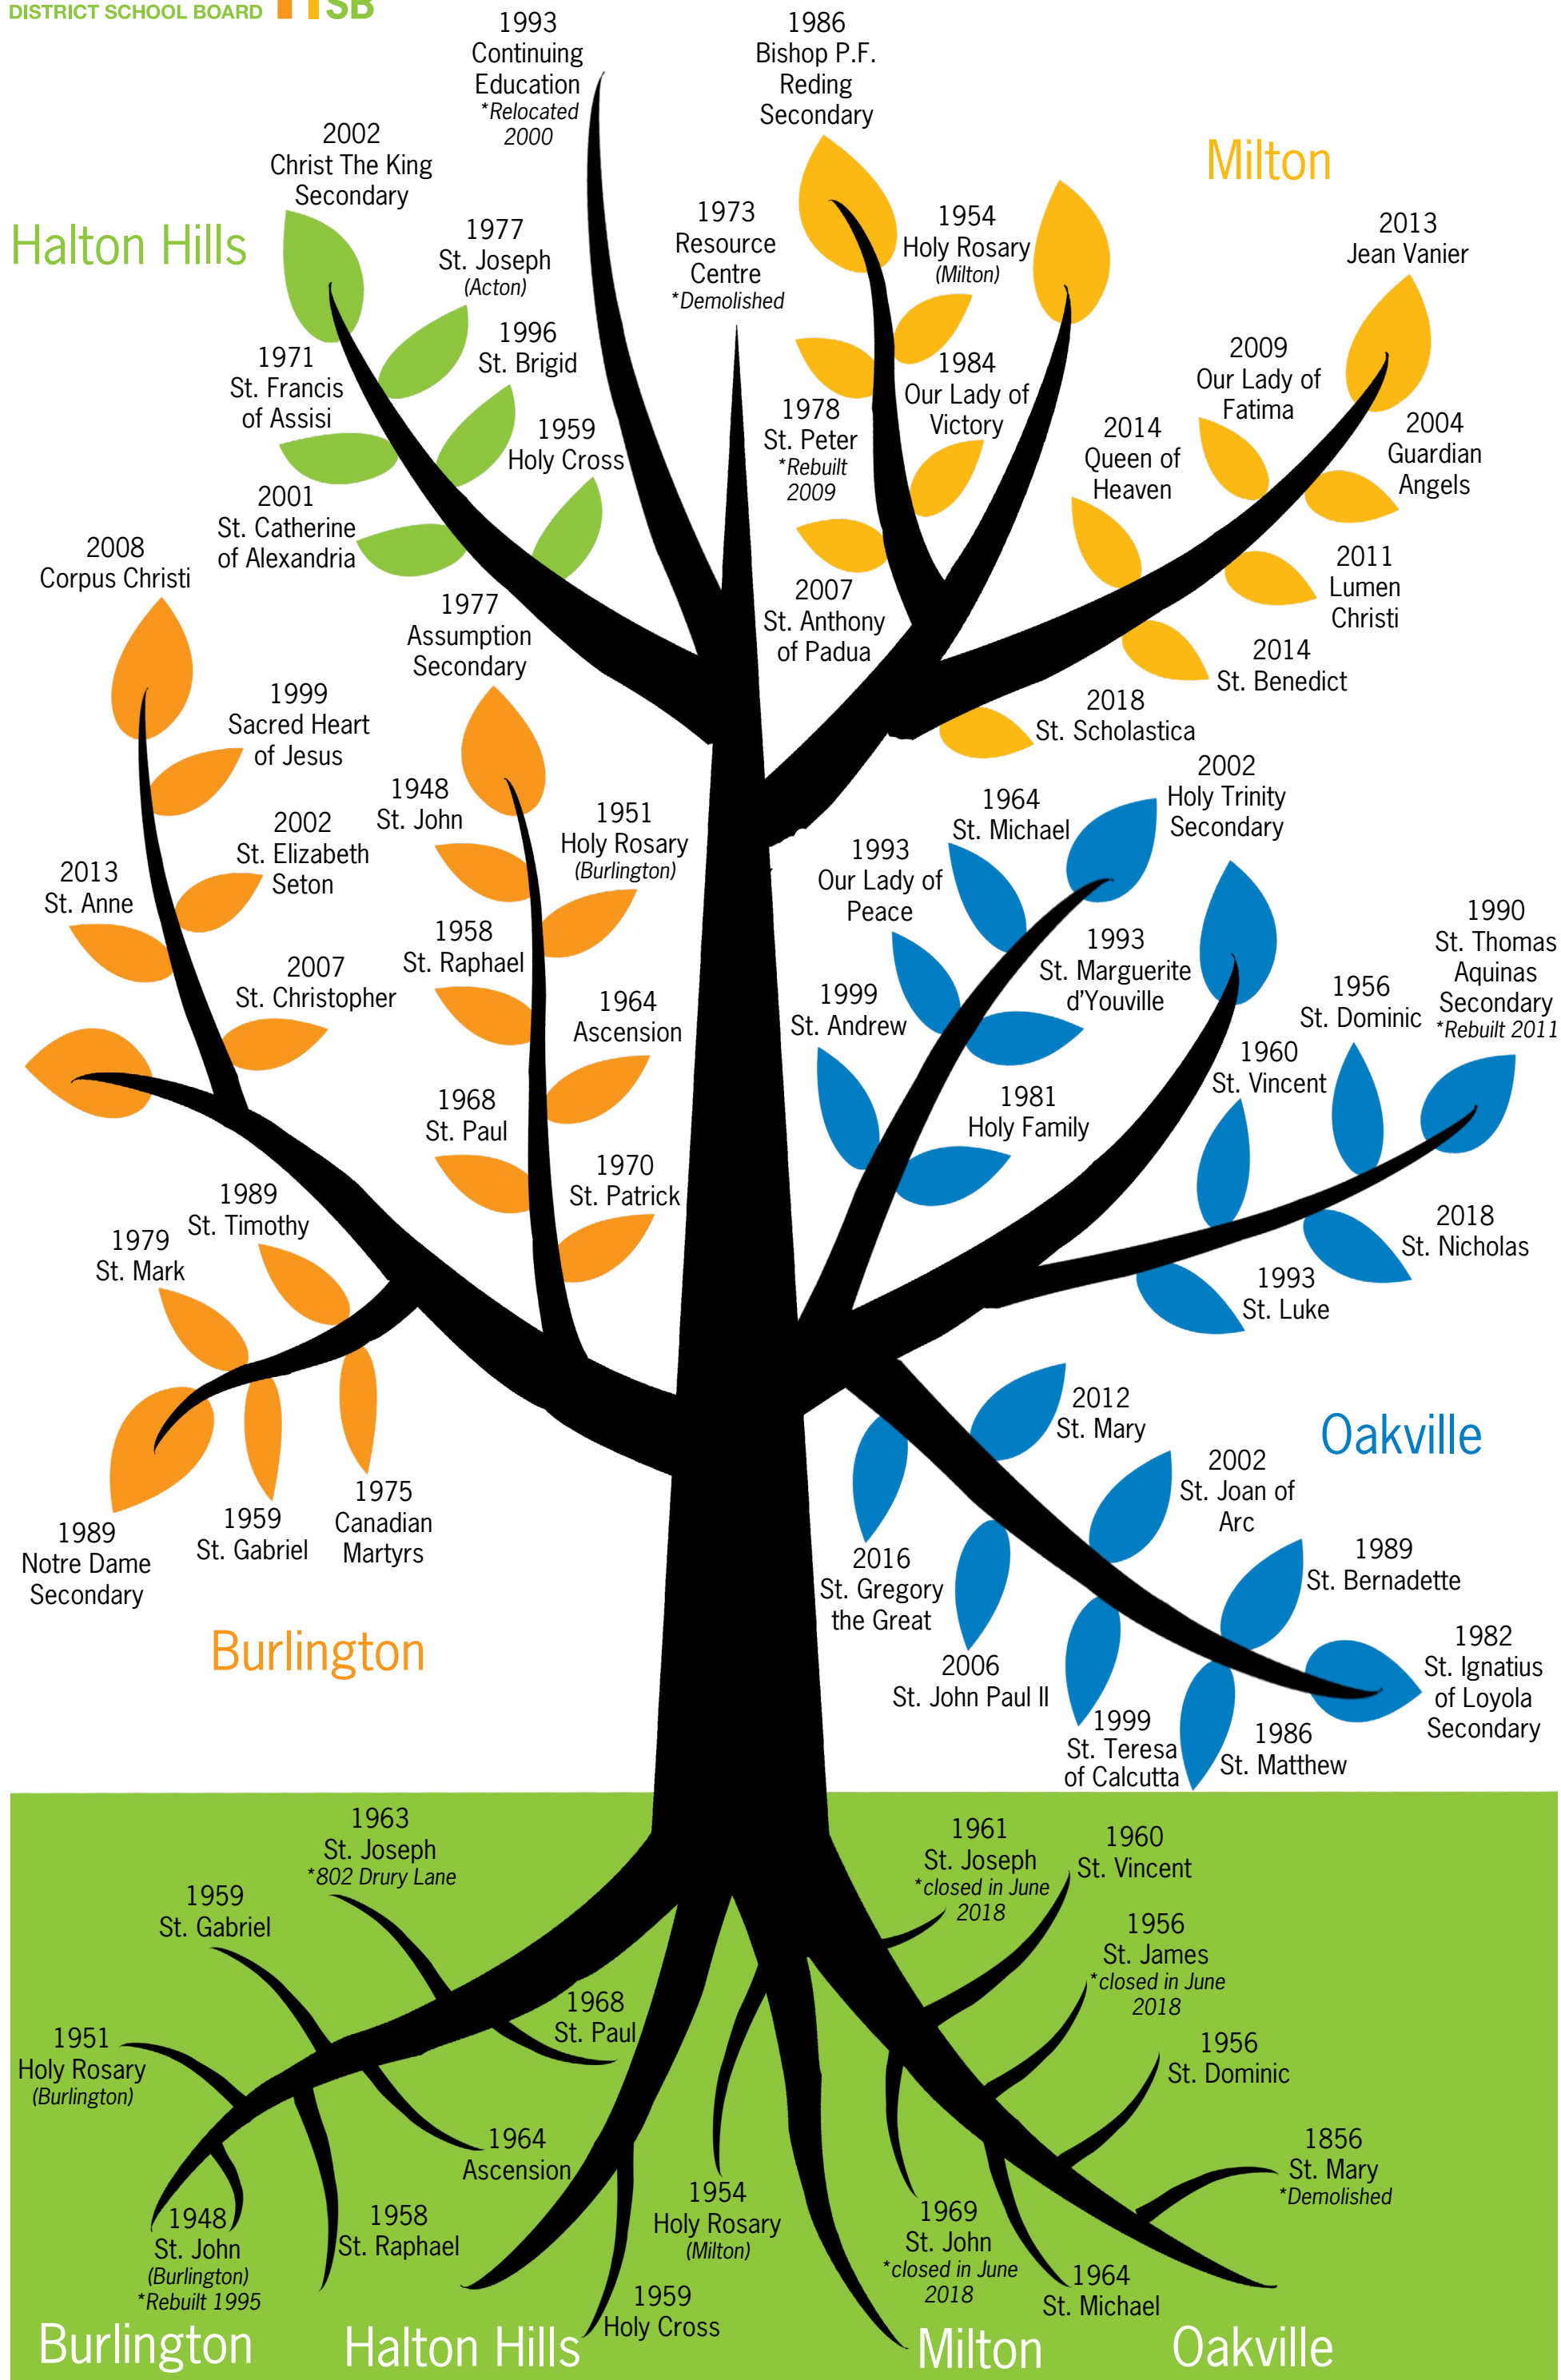 DISTRICT SCHOOL BOARD
SB
1993
Continuing
Education
*Relocated
2000
1986
Bishop P.F.
Reding
Secondary
Milton
2002
Christ The King
Secondary
Halton Hills
1977
St. Joseph
(Acton)
1973
Resource
Centre
*Demolished
1954
Holy Rosary
(Milton)
2013
Jean Vanier
1996
St. Brigid
1971
St. Francis
of Assisi
1984
Our Lady of
Victory
2009
Our Lady of
Fatima
1978
St. Peter
*Rebuilt
2009
1959
Holy Cross
2014
Queen of
Heaven
2004
Guardian
Angels
2001
St. Catherine
of Alexandria
2008
Corpus Christi
2011
Lumen
Christi
1977
Assumption
Secondary
2007
St. Anthony
of Padua
2014
St. Benedict
1999
Sacred Heart
of Jesus
2018
St. Scholastica
2002
Holy Trinity
Secondary
1948
St. John
1964
St. Michael
1951
Holy Rosary
(Burlington)
2002
St. Elizabeth
Seton
1993
Our Lady of
Peace
2013
St. Anne
1990
St. Thomas
Aquinas
Secondary
*Rebuilt 2011
1958
St. Raphael
1993
St. Marguerite
d'Youville
2007
St. Christopher
1956
St. Dominic
1999
St. Andrew
1964
Ascension
1960
St. Vincent
1968
St. Paul
1981
Holy Family
1970
St. Patrick
1989
St. Timothy
2018
St. Nicholas
1979
St. Mark
1993
St. Luke
2012
St. Mary
Oakville
2002
St. Joan of
Arc
1975
Canadian
Martyrs
1959
St. Gabriel
1989
Notre Dame
Secondary
1989
St. Bernadette
2016
St. Gregory
the Great
Burlington
1982
St. Ignatius
of Loyola
Secondary
2006
St. John Paul II
1999
St. Teresa
of Calcutta
1986
St. Matthew
1963
St. Joseph
*802 Drury Lane
1961
St. Joseph
*closed in June
2018
1960
St. Vincent
1959
St. Gabriel
1956
St. James
*closed in June
2018
1968
St. Paul
1951
Holy Rosary
(Burlington)
1956
St. Dominic
1964
Ascension
1856
St. Mary
*Demolished
1954
Holy Rosary
(Milton)
1948
St. John
(Burlington)
*Rebuilt 1995
1958
St. Raphael
1969
St. John
*closed in June
2018
1964
St. Michael
1959
Holy Cross
Burlington
Halton Hills
Milton
Oakville